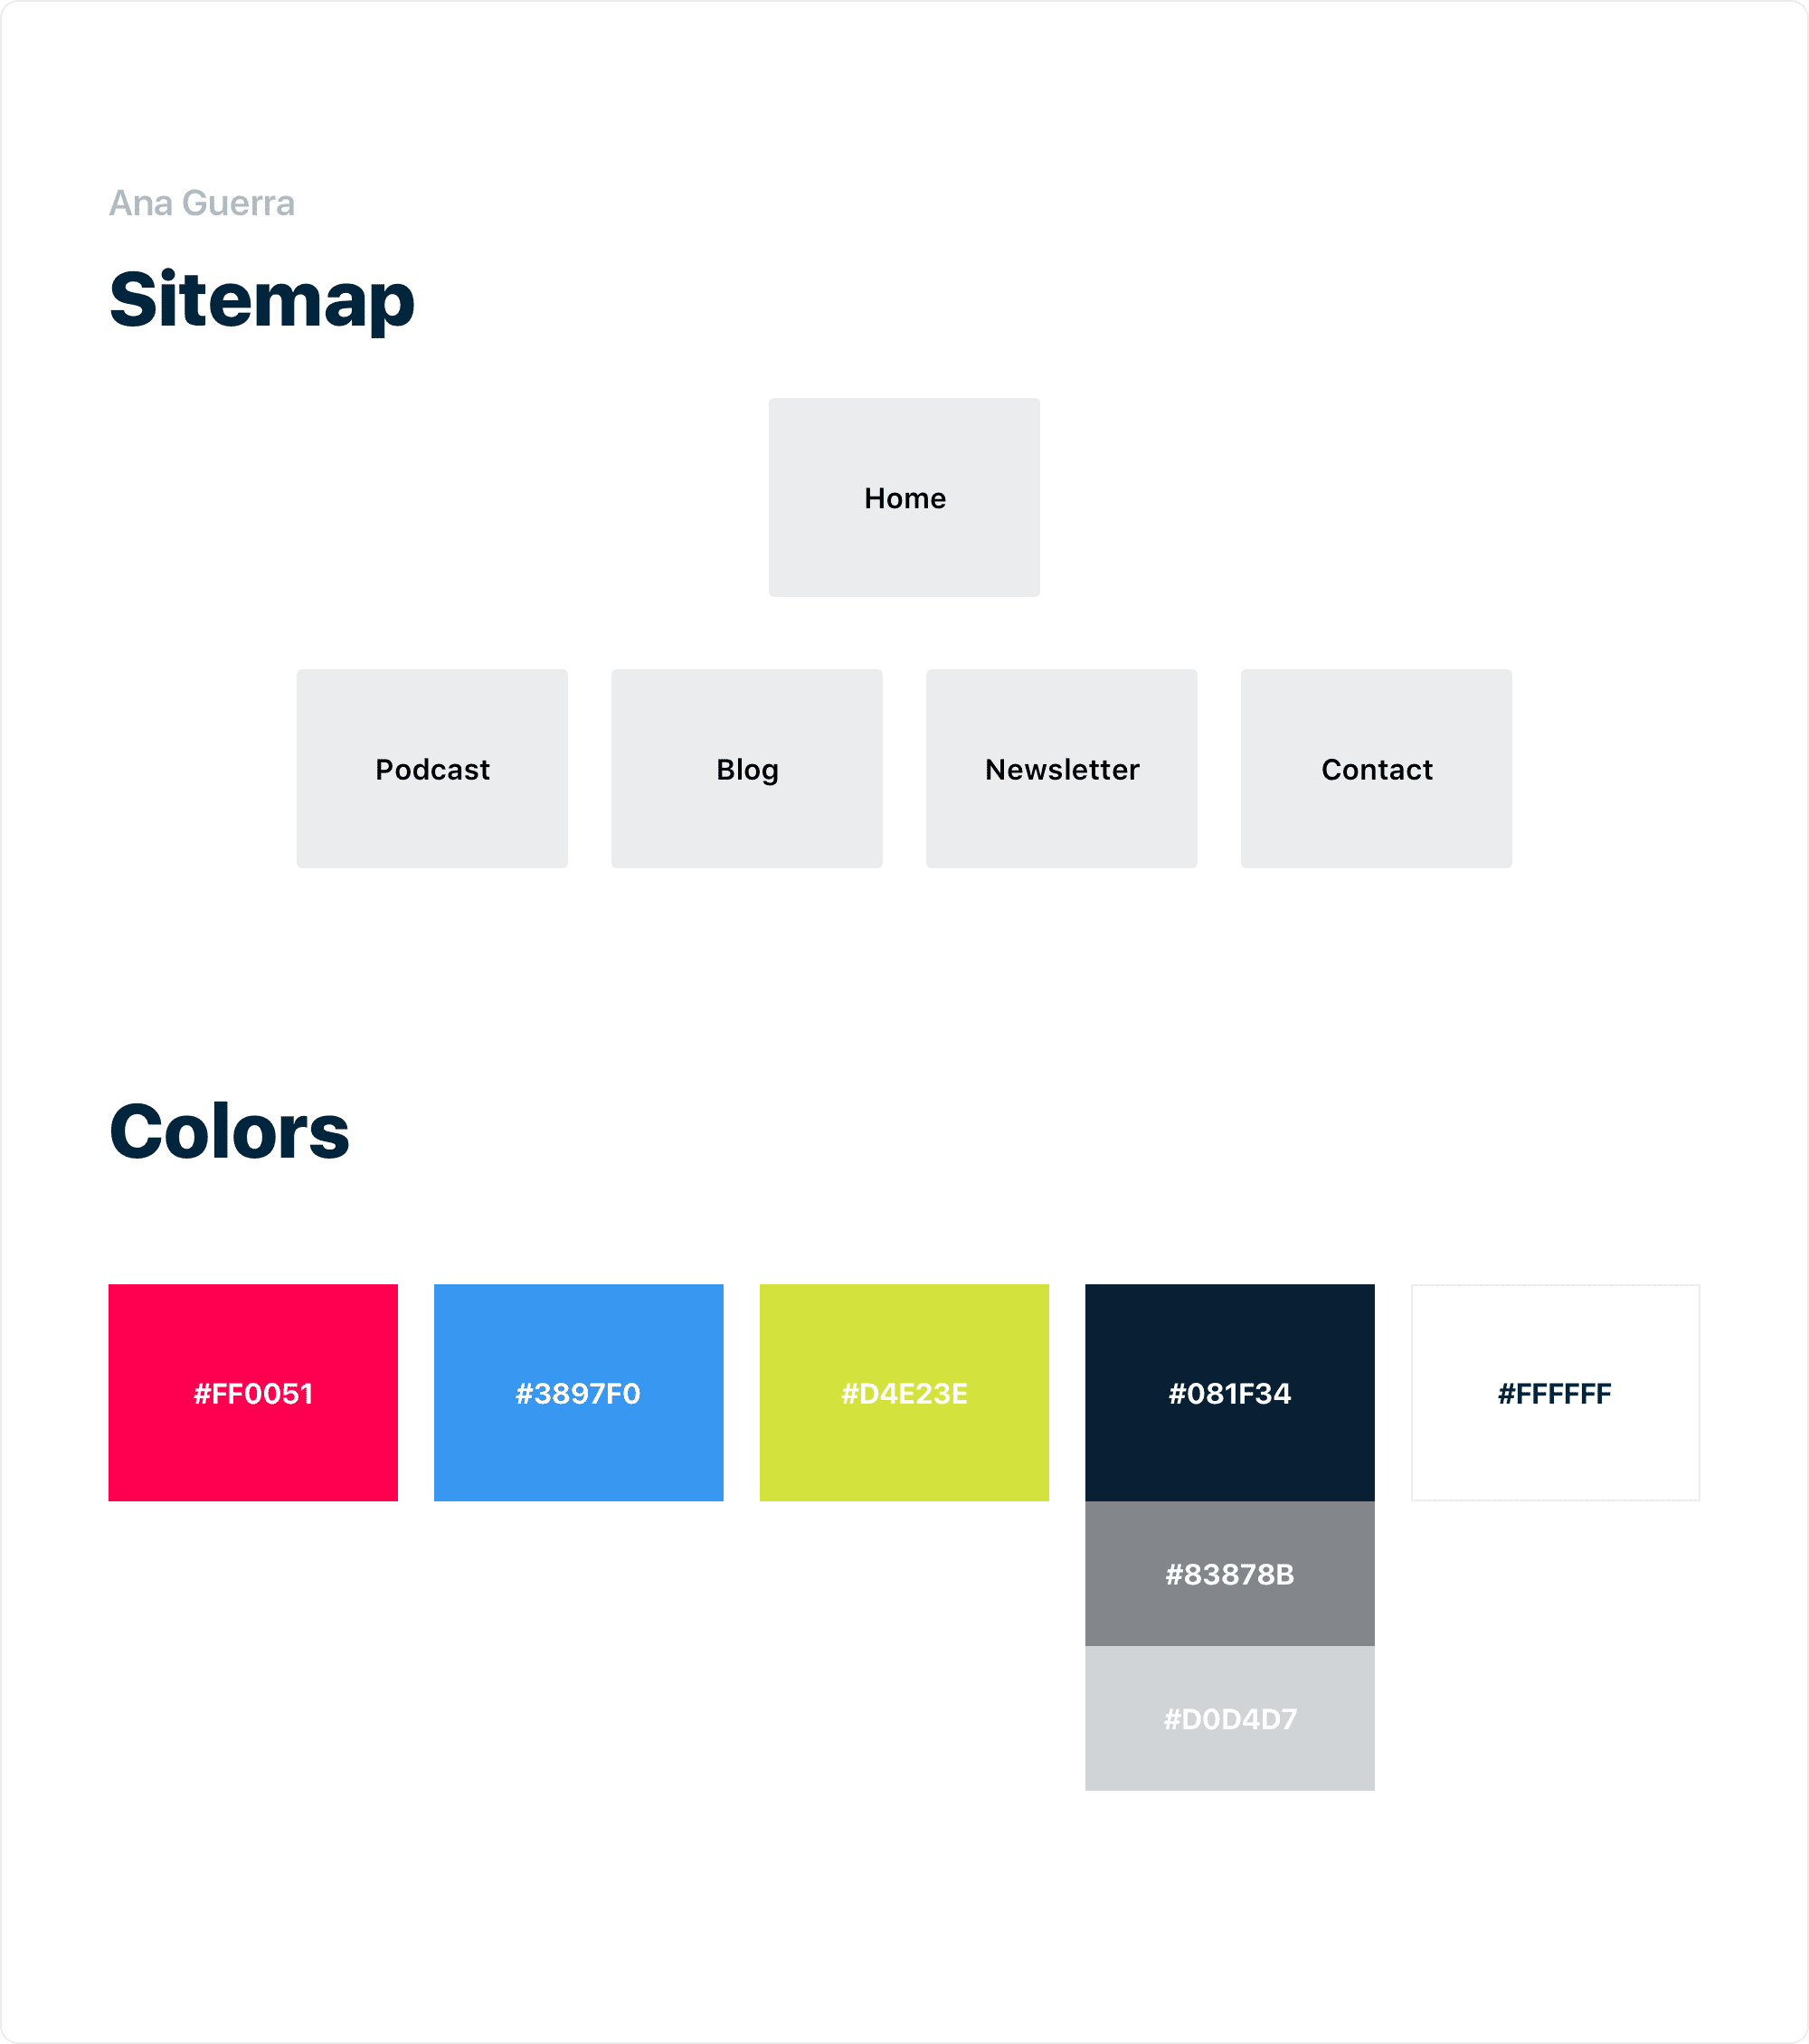 Ana Guerra
Sitemap
Home
Podcast
Blog
Newsletter
Contact
Colors
#FF0051
#3897F0
#D4E23E
#081F34
#FFFFFF
#83878B
#D0D4D7